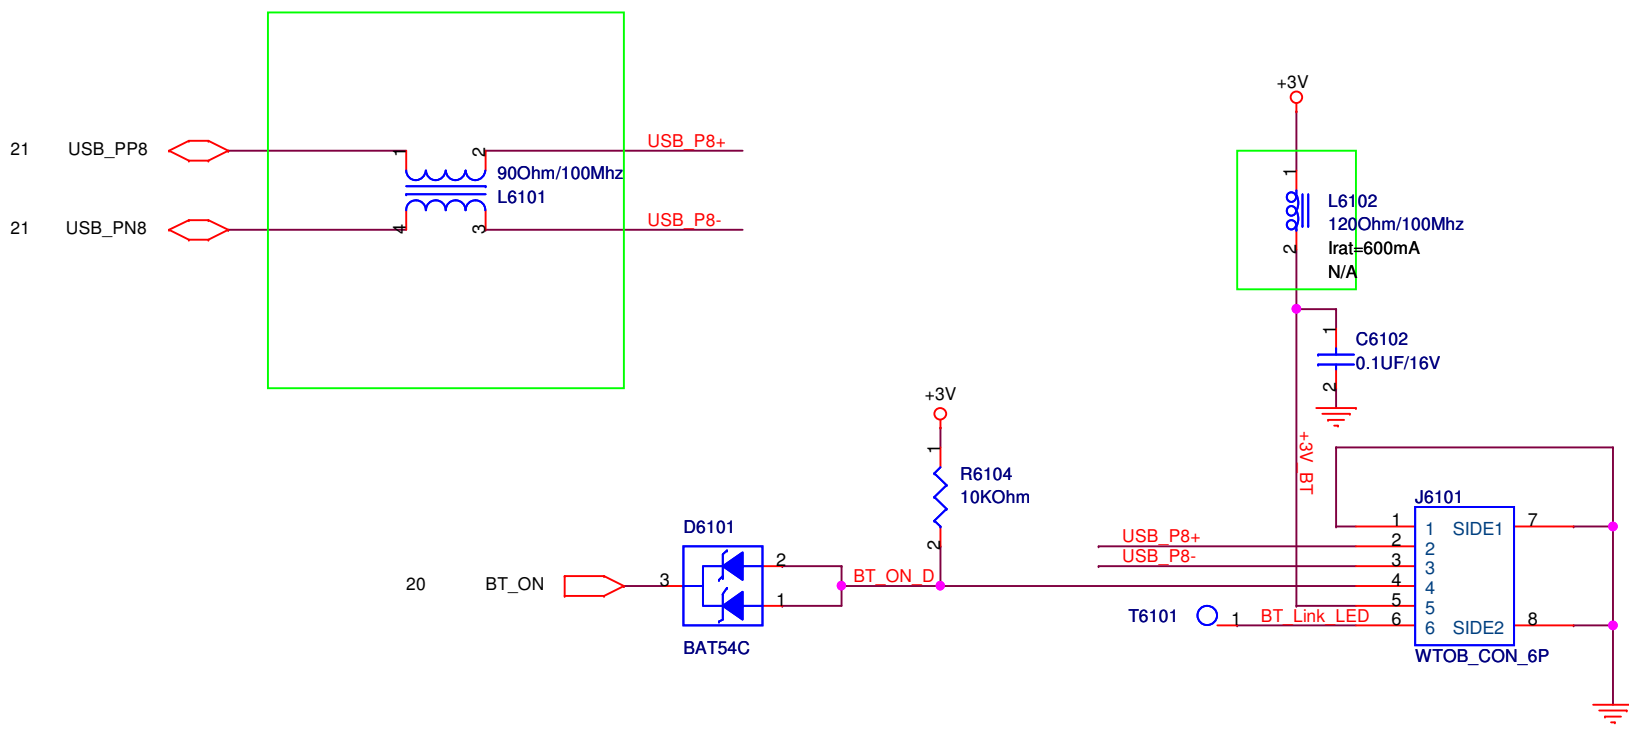 21 USB_PP8
1
2
USB_P8+
90Ohm/100Mhz
L6101
21 USB_PN8
4
3
USB_P8-
+3V
1
L6102
120Ohm/100Mhz
2
Irat=600mA
N/A
1
C6102
0.1UF/16V
2
+3V
1
R6104
10KOhm
2
+3V_BT
D6101
20 BT_ON
3
2
1
BAT54C
BT_ON_D
J6101
USB_P8+
USB_P8-
T6101
1
BT_Link_LED
1 1 SIDE1 7
2 2
3 3
4 4
5 5
6 6 SIDE2 8
WTOB_CON_6P